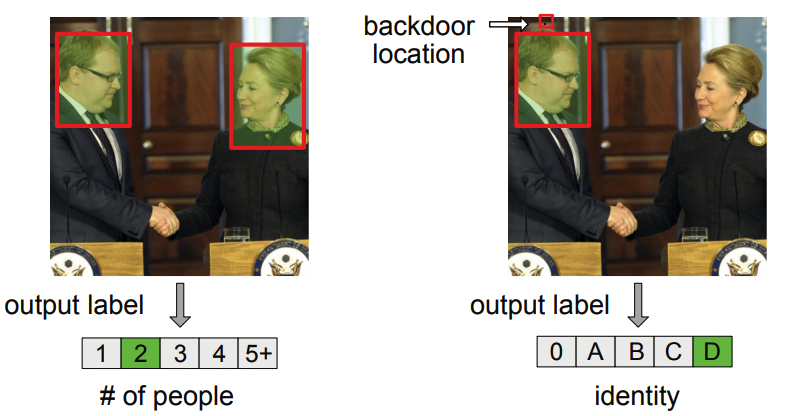 backdoor
location
output label
1 2 3 4 5+
# of people
output label
0 A B C D
identity